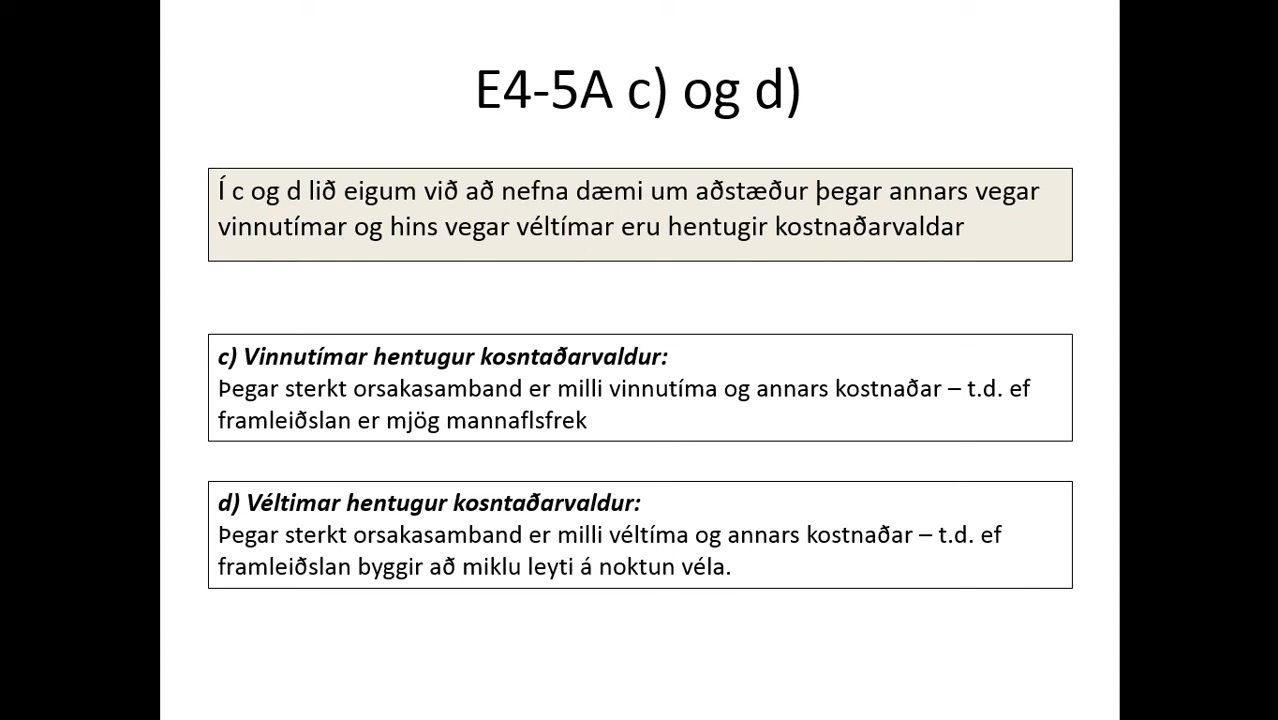 E4-5A c) og d)
Í c og d lið eigum við að nefna dæmi um aðstæður þegar annars vegar
vinnutímar og hins vegar véltímar eru hentugir kostnaðarvaldar
c) Vinnutímar hentugur kosntaðarvaldur:
Þegar sterkt orsakasamband er milli vinnutíma og annars kostnaðar – t.d. ef
framleiðslan er mjög mannaflsfrek
d) Véltimar hentugur kosntaðarvaldur:
Þegar sterkt orsakasamband er milli véltíma og annars kostnaðar – t.d. ef
framleiðslan byggir að miklu leyti á noktun véla.